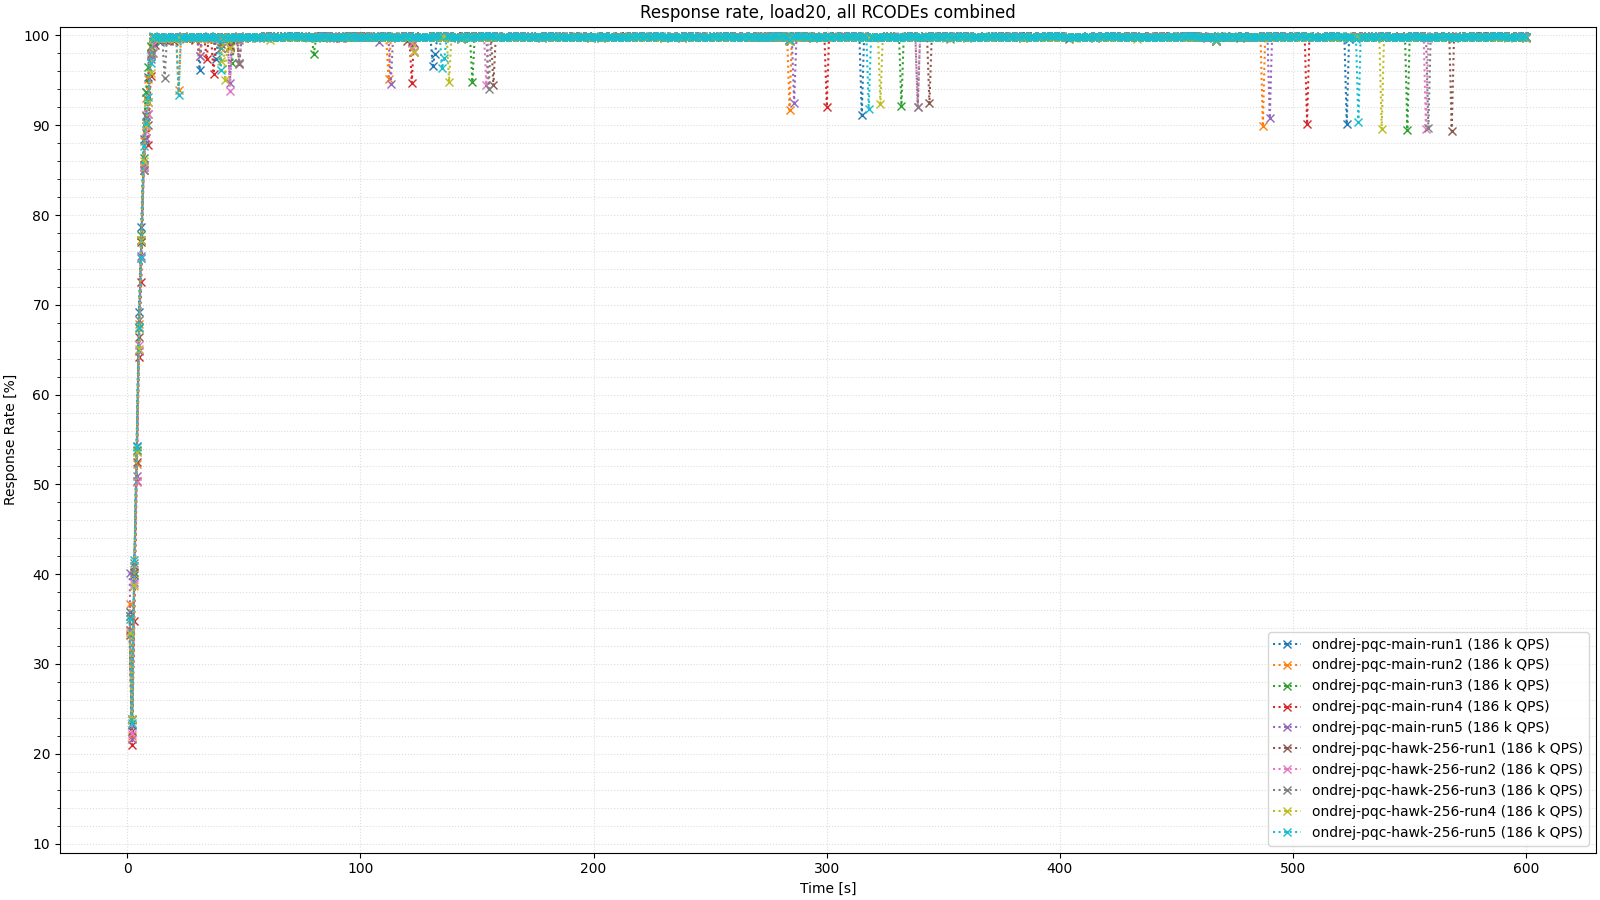 Response rate, load20, all RCODEs combined
Response Rate [%]
100
90
80
70
60
50
40
30
20
10
0
100
200
300
400
500
600
Time [s]
ondrej-pqc-main-run1 (186 k QPS)
ondrej-pqc-main-run2 (186 k QPS)
ondrej-pqc-main-run3 (186 k QPS)
ondrej-pqc-main-run4 (186 k QPS)
ondrej-pqc-main-run5 (186 k QPS)
ondrej-pqc-hawk-256-run1 (186 k QPS)
ondrej-pqc-hawk-256-run2 (186 k QPS)
ondrej-pqc-hawk-256-run3 (186 k QPS)
ondrej-pqc-hawk-256-run4 (186 k QPS)
ondrej-pqc-hawk-256-run5 (186 k QPS)